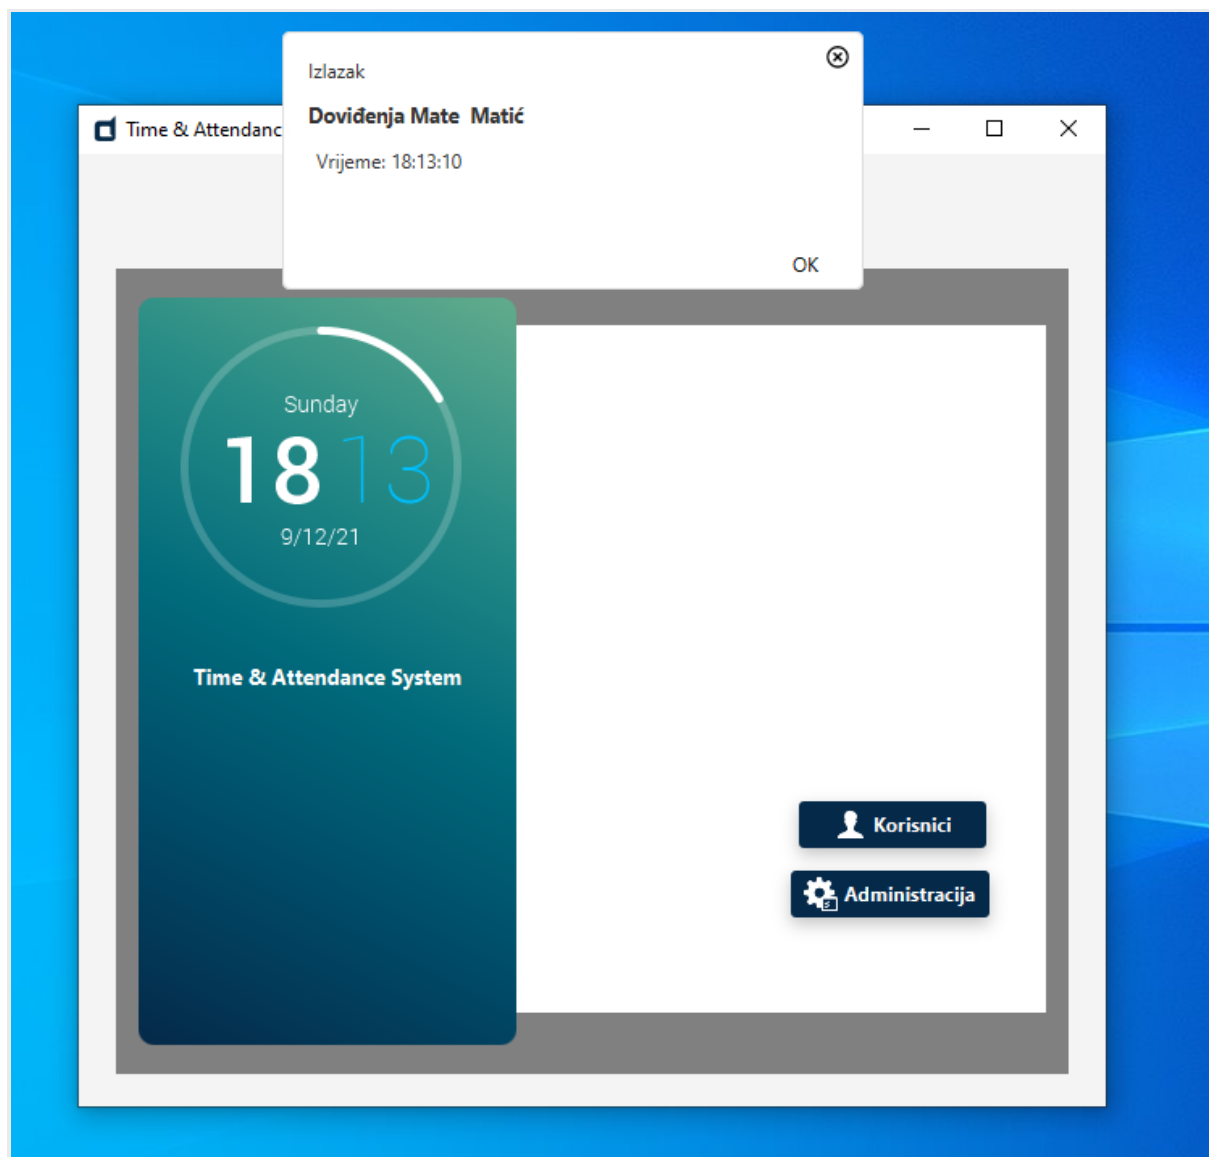 Izlazak
Doviđenja Mate  Matić
Vrijeme: 18:13:10
OK
Time & Attendanc
Sunday
18 13
9/12/21
Time & Attendance System
Korisnici
Administracija